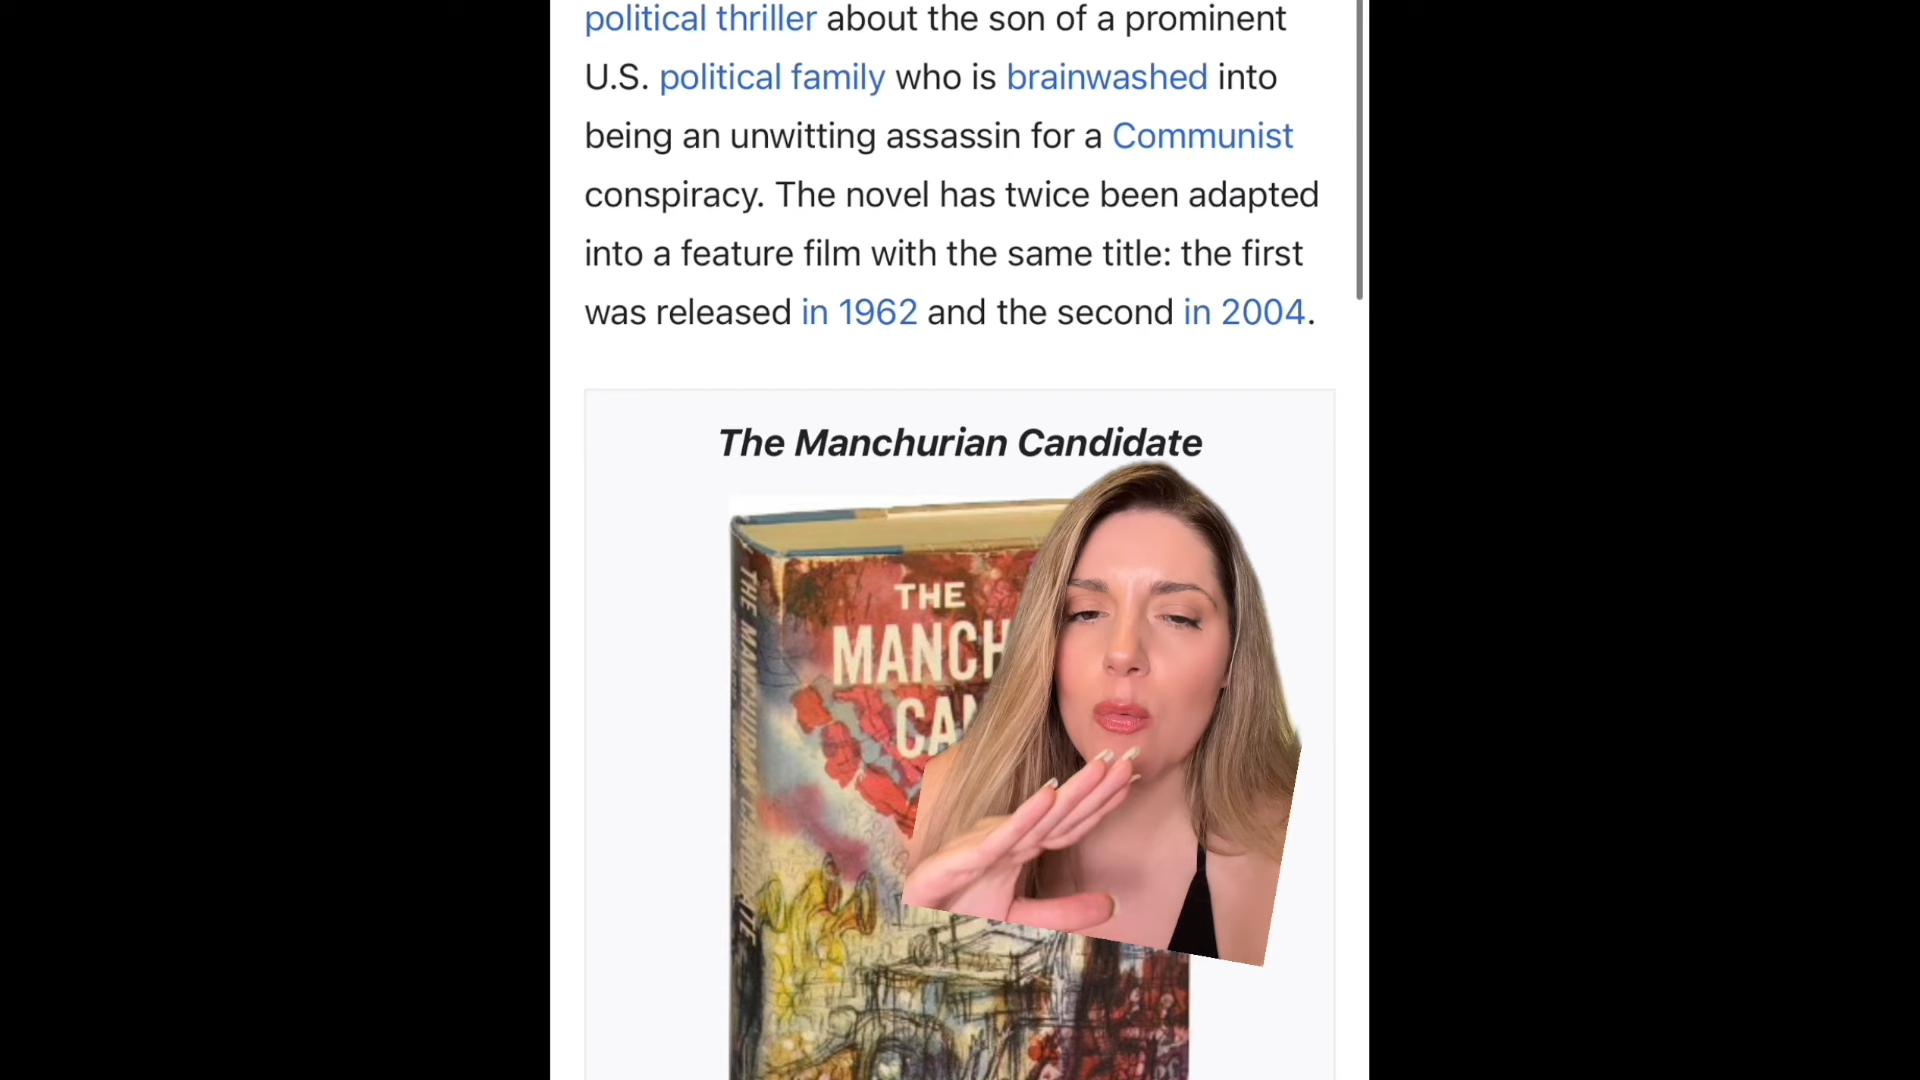 political thriller about the son of a prominent
U.S. political family who is brainwashed into
being an unwitting assassin for a Communist
conspiracy. The novel has twice been adapted
into a feature film with the same title: the first
was released in 1962 and the second in 2004.
The Manchurian Candidate
THE
MANCH
CAN
THE MANCHURIAN CANDIDATE